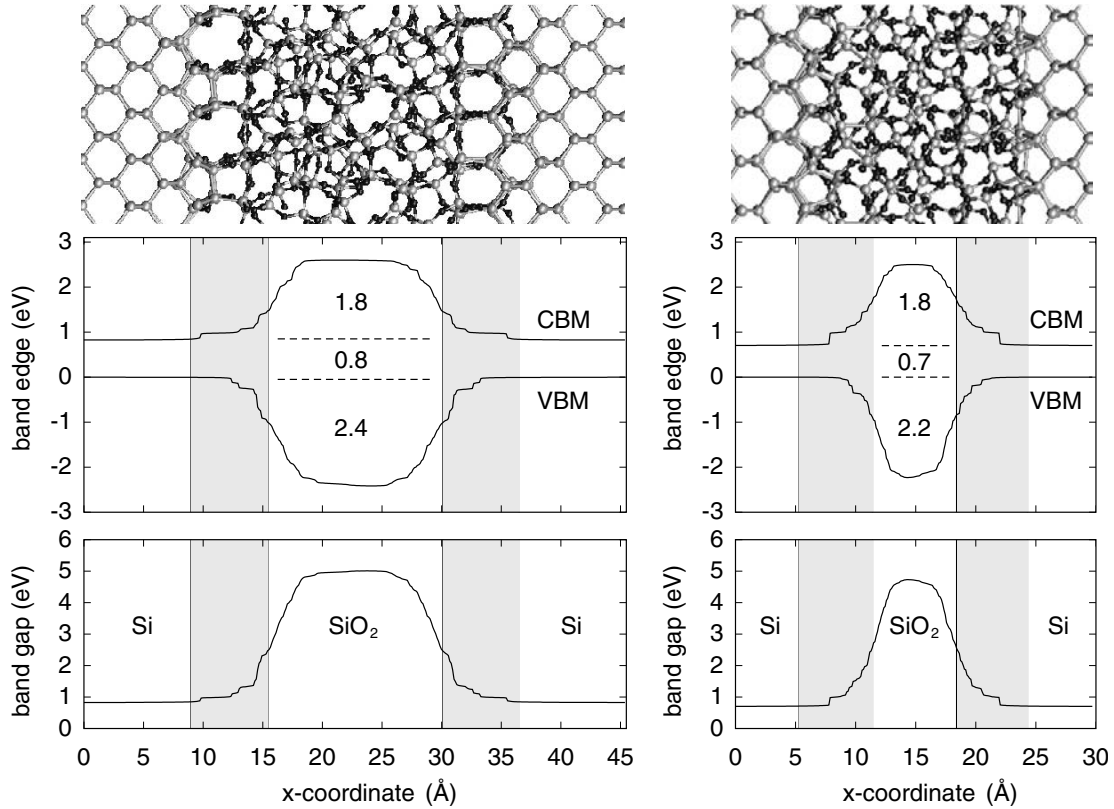 3
2
1
0
-1
-2
-3
band edge (eV)
1.8
0.8
2.4
CBM
VBM
3
2
1
0
-1
-2
-3
band edge (eV)
1.8
0.7
2.2
CBM
VBM
6
5
4
3
2
1
0
band gap (eV)
Si
SiO2
Si
0 5 10 15 20 25 30 35 40 45
x-coordinate (Å)
6
5
4
3
2
1
0
band gap (eV)
Si
SiO2
Si
0 5 10 15 20 25 30
x-coordinate (Å)